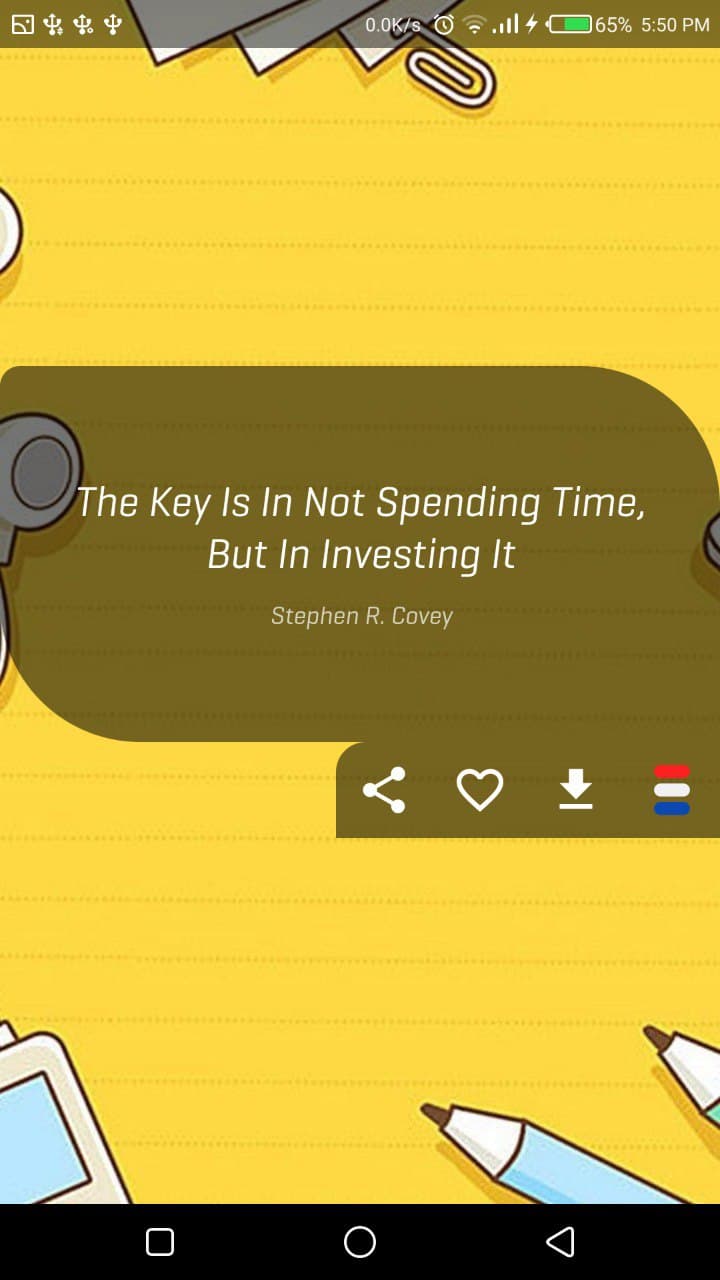 0.0K/s 65% 5:50 PM
The Key Is In Not Spending Time,
But In Investing It
Stephen R. Covey